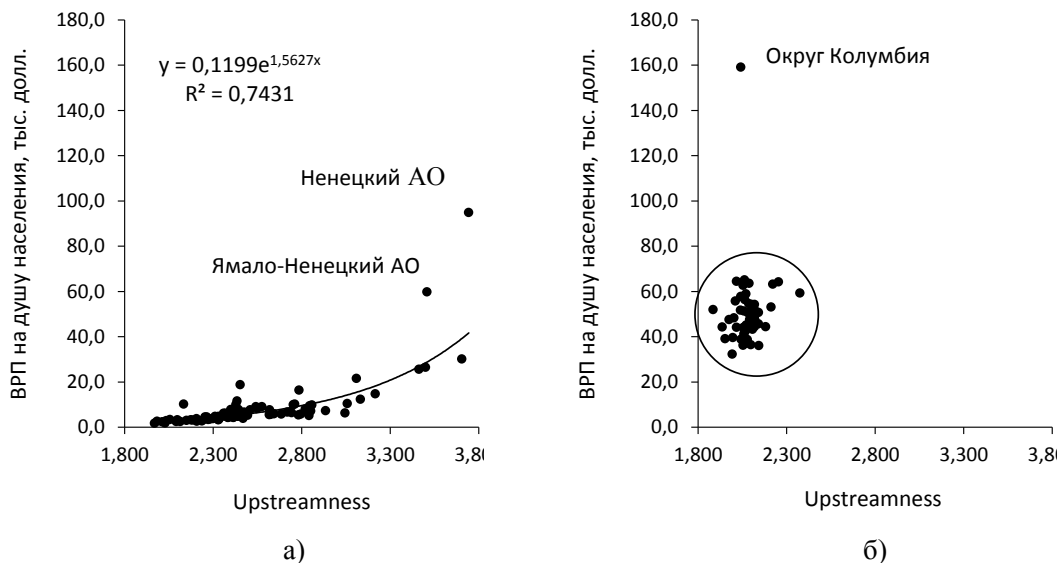 ВРП на душу населения, тыс. долл.
180,0
160,0
140,0
120,0
100,0
80,0
60,0
40,0
20,0
0,0
y = 0,1199e^1,5627x
R² = 0,7431
Ненецкий АО
Ямало-Ненецкий АО
1,800 2,300 2,800 3,300 3,80
Upstreamness
а)
ВРП на душу населения, тыс. долл.
180,0
160,0
140,0
120,0
100,0
80,0
60,0
40,0
20,0
0,0
Округ Колумбия
1,800 2,300 2,800 3,300 3,80
Upstreamness
б)